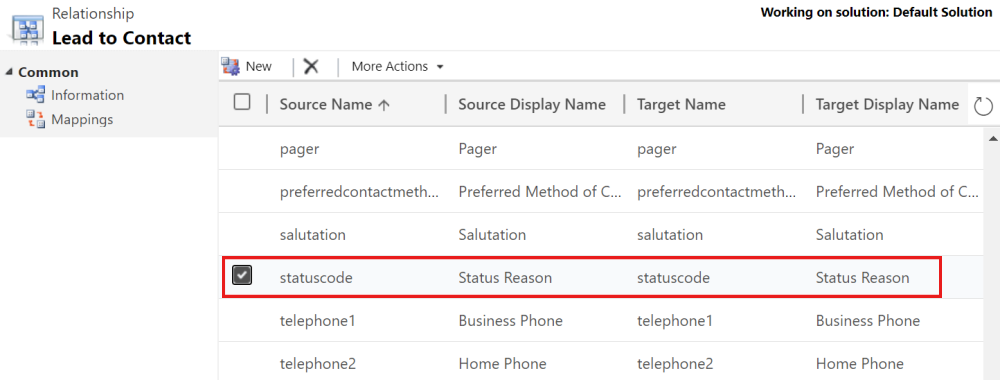 Relationship
Working on solution: Default Solution
Lead to Contact
Common
Information
Mappings
New More Actions
Source Name Source Display Name Target Name Target Display Name
pager Pager pager Pager
preferredcontactmeth... Preferred Method of C... preferredcontactmeth... Preferred Method of C...
salutation Salutation salutation Salutation
statuscode Status Reason statuscode Status Reason
telephone1 Business Phone telephone1 Business Phone
telephone2 Home Phone telephone2 Home Phone